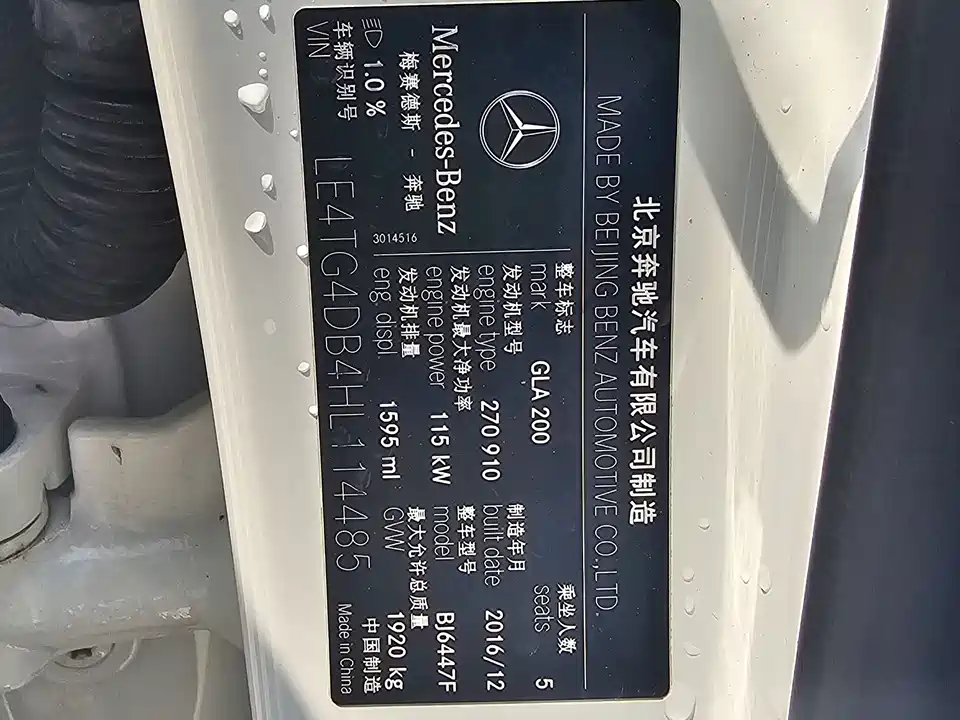 北京奔驰汽车有限公司制造
MADE BY BEIJING BENZ AUTOMOTIVE CO.,LTD.
Mercedes-Benz
梅赛德斯 - 奔驰
1.0 %
3014516
整车标志 乘坐人数
mark GLA 200 seats 5
发动机型号 制造年月
engine type 270 910 built date 2016/12
发动机最大净功率 整车型号
engine power 115 kW model BJ6447F
发动机排量 最大允许总质量
eng. displ 1595 ml GVW 1920 kg
车辆识别号 中国制造
VIN LE4TG4DB4HL114485 Made in China